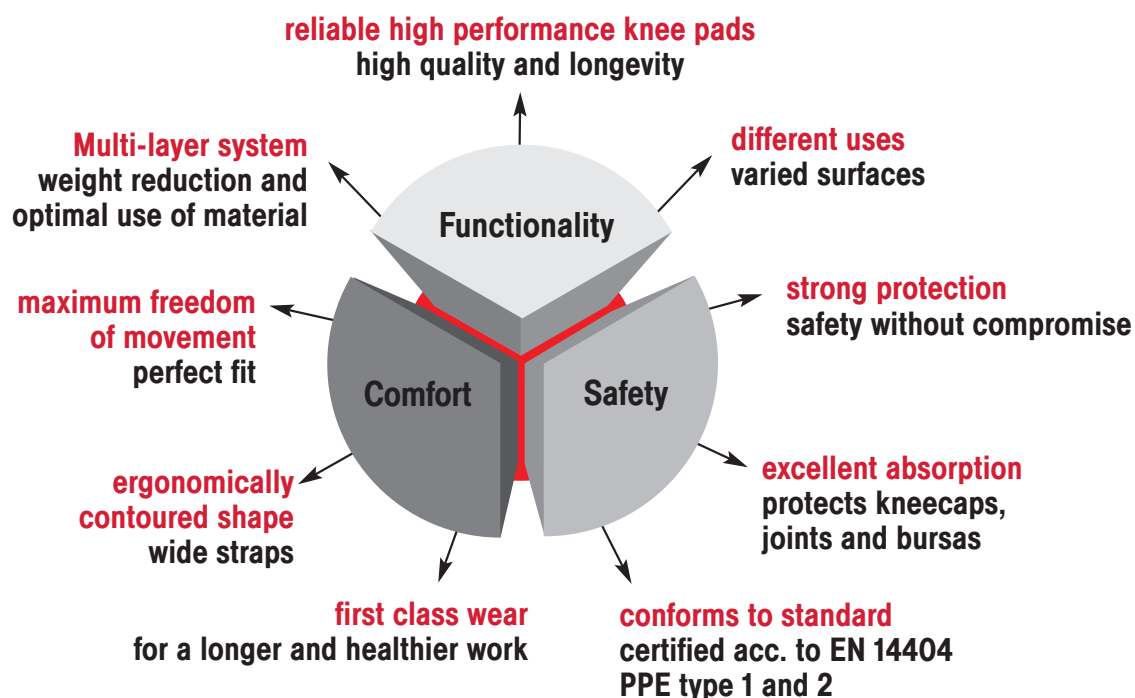 reliable high performance knee pads
high quality and longevity
Multi-layer system
weight reduction and
optimal use of material
different uses
varied surfaces
Functionality
maximum freedom
of movement
perfect fit
strong protection
safety without compromise
Comfort
Safety
ergonomically
contoured shape
wide straps
excellent absorption
protects kneecaps,
joints and bursas
first class wear
for a longer and healthier work
conforms to standard
certified acc. to EN 14404
PPE type 1 and 2